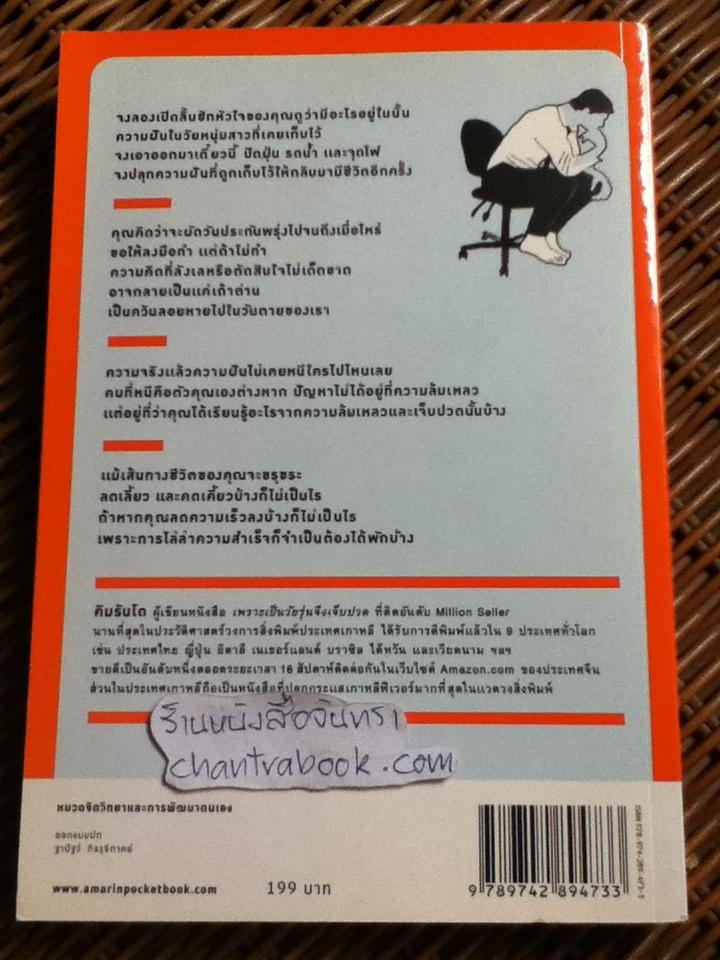 จงลองเปิดลิ้นชักหัวใจของคุณดูว่ามีอะไรอยู่ในนั้น
ความฝันในวัยหนุ่มสาวที่เคยเก็บไว้
จงเอาออกมาเดี๋ยวนี้ ปัดฝุ่น รดน้ำ และจุดไฟ
จงปลุกความฝันที่ถูกเก็บไว้ให้กลับมามีชีวิตอีกครั้ง
คุณคิดว่าจะผัดวันประกันพรุ่งไปจนถึงเมื่อไหร่
ขอให้ลงมือทำ แต่ถ้าไม่ทำ
ความคิดที่ลังเลหรือตัดสินใจไม่เด็ดขาด
อาจกลายเป็นแค่เถ้าถ่าน
เป็นควันลอยหายไปในวันตายของเรา
ความจริงแล้วความฝันไม่เคยหนีใครไปไหนเลย
คนที่หนีคือตัวคุณเองต่างหาก ปัญหาไม่ได้อยู่ที่ความล้มเหลว
แต่อยู่ที่ว่าคุณได้เรียนรู้อะไรจากความล้มเหลวและเจ็บปวดนั้นบ้าง
แม้เส้นทางชีวิตของคุณจะขรุขระ
ลดเลี้ยว และคดเคี้ยวบ้างก็ไม่เป็นไร
ถ้าหากคุณลดความเร็วลงบ้างก็ไม่เป็นไร
เพราะการไล่ล่าความสำเร็จก็จำเป็นต้องได้พักบ้าง
คิมรันโด ผู้เขียนหนังสือ เพราะเป็นวัยรุ่นจึงเจ็บปวด ที่ติดอันดับ Million Seller
นานที่สุดในประวัติศาสตร์วงการสิ่งพิมพ์ประเทศเกาหลี ได้รับการตีพิมพ์แล้วใน 9 ประเทศทั่วโลก
เช่น ประเทศไทย ญี่ปุ่น อิตาลี เนเธอร์แลนด์ บราซิล ไต้หวัน และเวียดนาม ฯลฯ
ขายดีเป็นอันดับหนึ่งตลอดระยะเวลา 16 สัปดาห์ติดต่อกันในเว็บไซต์ Amazon.com ของประเทศจีน
ส่วนในประเทศเกาหลีถือเป็นหนังสือที่ปลุกกระแสเกาหลีฟีเวอร์มากที่สุดในแวดวงสิ่งพิมพ์
ร้านหนังสือจันทรา
chantrabook.com
หมวดจิตวิทยาและการพัฒนาตนเอง
ออกแบบปก
www.amarinpocketbook.com
199 บาท
9 789742 894733